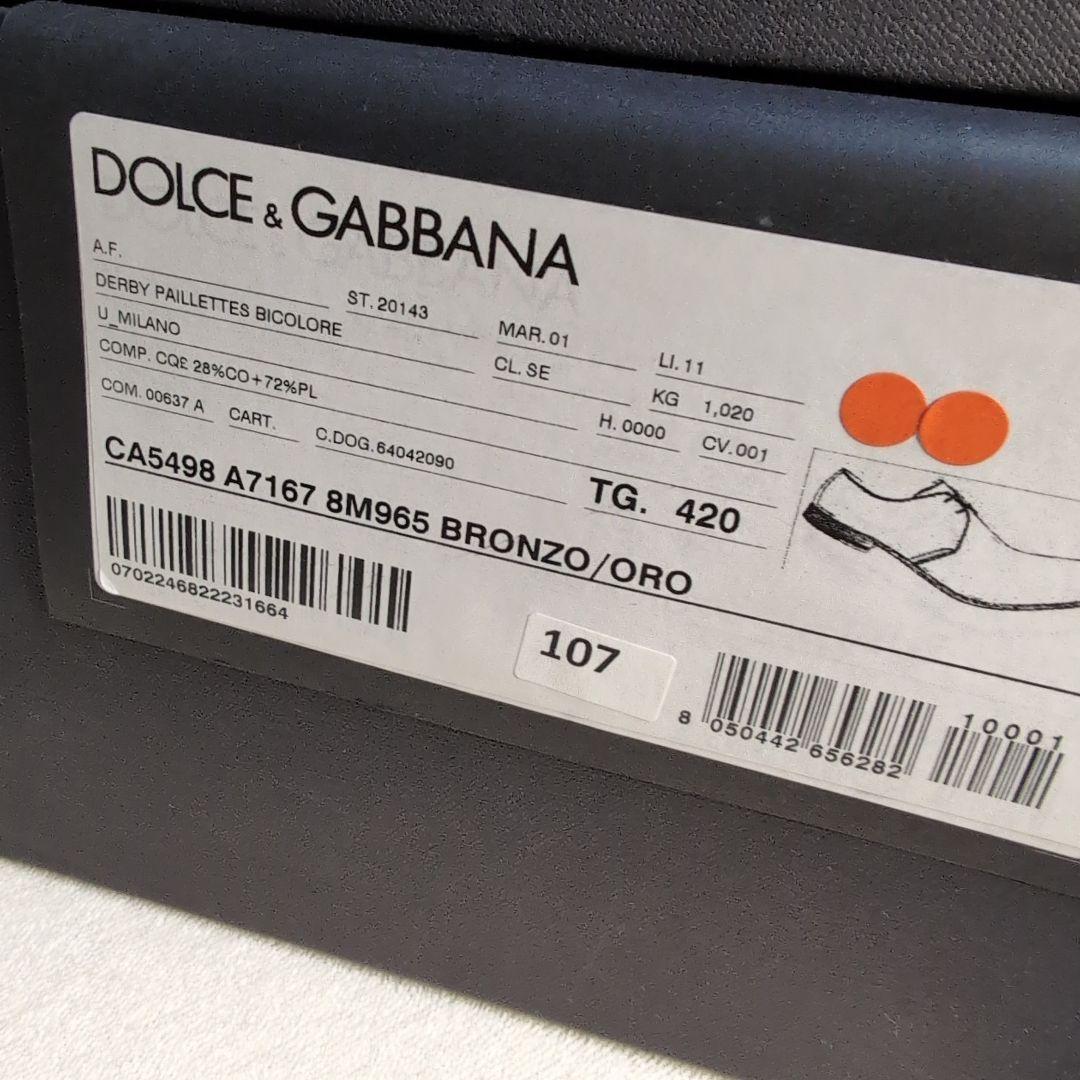 DOLCE & GABBANA
A.F. ST. 20143 MAR. 01 LI. 11
DERBY PAILLETTES BICOLORE CL. SE KG 1,020
U_MILANO H. 0000 CV. 001
COMP. CQE 28%CO+72%PL
COM. 00637 A CART. C.DOG. 64042090 TG. 420
CA5498 A7167 8M965 BRONZO/ORO
0702246822231664
107
8 050442 656282
10001